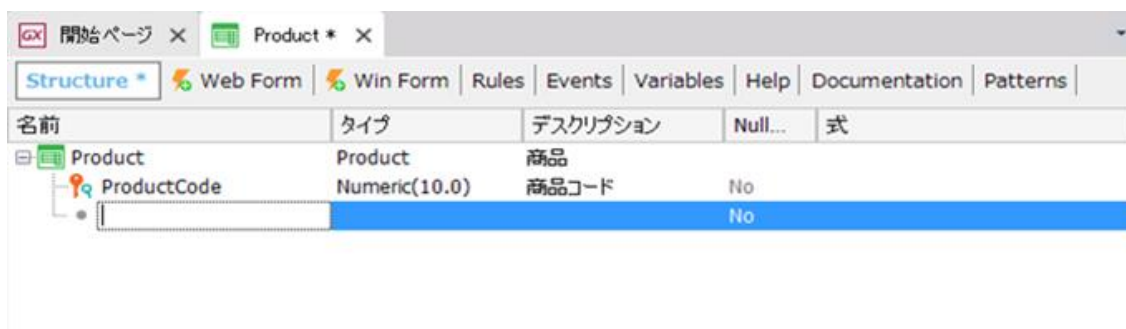 GX 開始ページ × Product * ×
Structure * Web Form Win Form Rules Events Variables Help Documentation Patterns
名前 タイプ デスクリプション Null... 式
Product Product 商品
ProductCode Numeric(10.0) 商品コード No
No